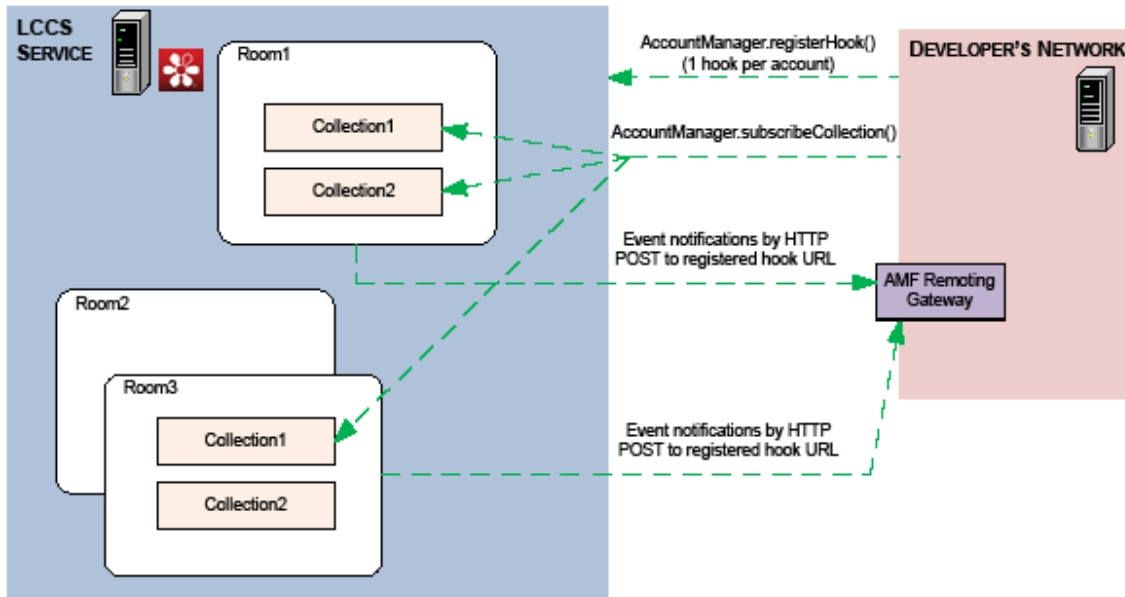 LCCS
SERVICE
Room1
Collection1
Collection2
AccountManager.registerHook()
(1 hook per account)
DEVELOPER'S NETWORK
AccountManager.subscribeCollection()
Event notifications by HTTP
POST to registered hook URL
AMF Remoting
Gateway
Room2
Room3
Collection1
Collection2
Event notifications by HTTP
POST to registered hook URL